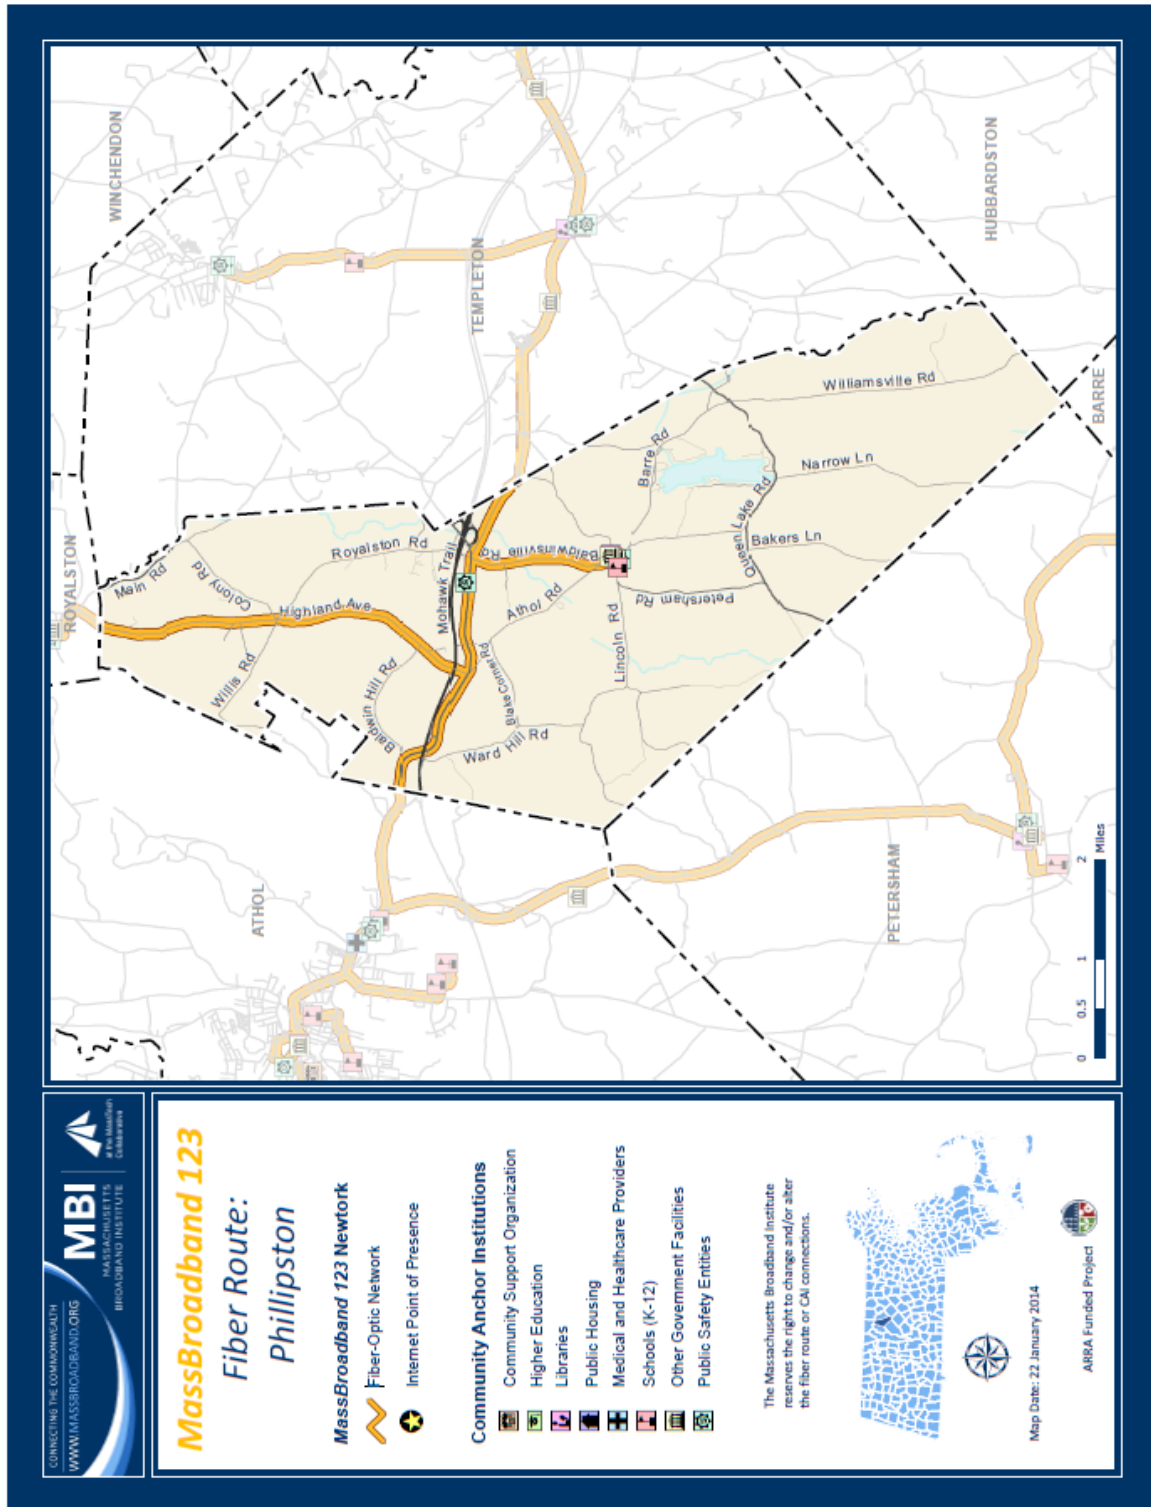 CONNECTING THE COMMONWEALTH
WWW.MASSBROADBAND.ORG
MBI
MASSACHUSETTS
BROADBAND INSTITUTE
at the MassTech
Collaborative
MassBroadband 123
Fiber Route:
Phillipston
MassBroadband 123 Newtork
Fiber-Optic Network
Internet Point of Presence
Community Anchor Institutions
Community Support Organization
Higher Education
Libraries
Public Housing
Medical and Healthcare Providers
Schools (K-12)
Other Government Facilities
Public Safety Entities
The Massachusetts Broadband Institute
reserves the right to change and/or alter
the fiber route or CAI connections.
Map Date: 22 January 2014
ARRA Funded Project
WINCHENDON
ROYALSTON
TEMPLETON
HUBBARDSTON
BARRE
ATHOL
PETERSHAM
Main Rd
Colony Rd
Royalston Rd
Highland Ave
Willis Rd
Mohawk Trail
Baldwin Hill Rd
Baldwinsville Rd
Athol Rd
Blake Corner Rd
Ward Hill Rd
Lincoln Rd
Petersham Rd
Barre Rd
Queen Lake Rd
Bakers Ln
Narrow Ln
Williamsville Rd
0 0.5 1 2
Miles